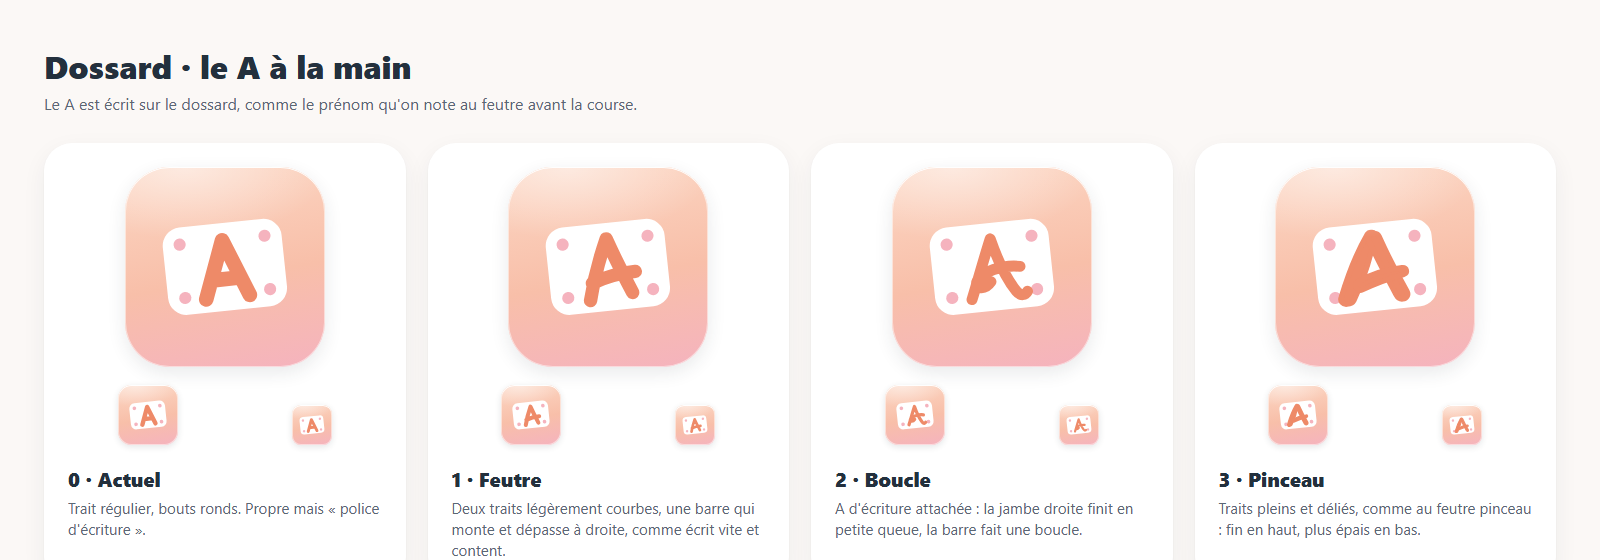 Dossard · le A à la main
Le A est écrit sur le dossard, comme le prénom qu'on note au feutre avant la course.
A
A
A
A
A
A
A
A
A
A
A
A
0 · Actuel
Trait régulier, bouts ronds. Propre mais « police
d'écriture ».
1 · Feutre
Deux traits légèrement courbes, une barre qui
monte et dépasse à droite, comme écrit vite et
content.
2 · Boucle
A d'écriture attachée : la jambe droite finit en
petite queue, la barre fait une boucle.
3 · Pinceau
Traits pleins et déliés, comme au feutre pinceau
: fin en haut, plus épais en bas.